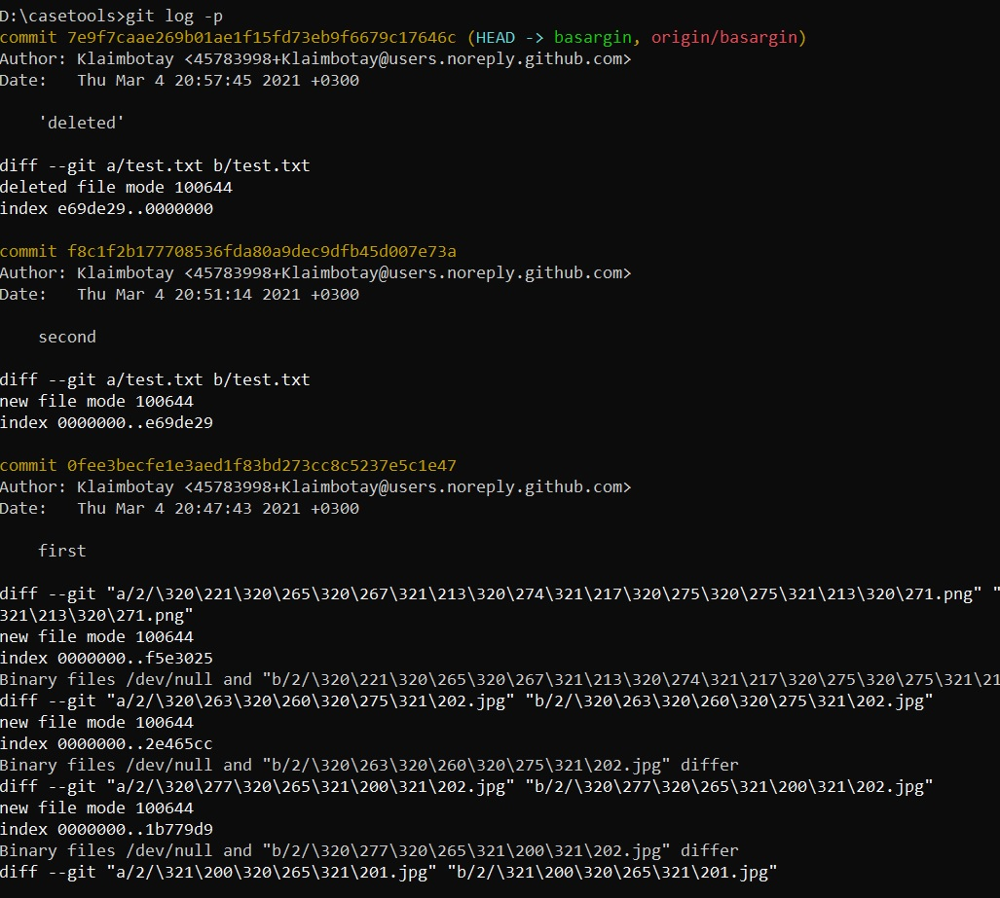 D:\casetools>git log -p
commit 7e9f7caae269b01ae1f15fd73eb9f6679c17646c (HEAD -> basargin, origin/basargin)
Author: Klaimbotay <45783998+Klaimbotay@users.noreply.github.com>
Date:   Thu Mar 4 20:57:45 2021 +0300
'deleted'
diff --git a/test.txt b/test.txt
deleted file mode 100644
index e69de29..0000000
commit f8c1f2b177708536fda80a9dec9dfb45d007e73a
Author: Klaimbotay <45783998+Klaimbotay@users.noreply.github.com>
Date:   Thu Mar 4 20:51:14 2021 +0300
second
diff --git a/test.txt b/test.txt
new file mode 100644
index 0000000..e69de29
commit 0fee3becfe1e3aed1f83bd273cc8c5237e5c1e47
Author: Klaimbotay <45783998+Klaimbotay@users.noreply.github.com>
Date:   Thu Mar 4 20:47:43 2021 +0300
first
diff --git "a/2/\320\221\320\265\320\267\321\213\320\274\321\217\320\275\320\275\321\213\320\271.png" "
321\213\320\271.png"
new file mode 100644
index 0000000..f5e3025
Binary files /dev/null and "b/2/\320\221\320\265\320\267\321\213\320\274\321\217\320\275\320\275\321\21
diff --git "a/2/\320\263\320\260\320\275\321\202.jpg" "b/2/\320\263\320\260\320\275\321\202.jpg"
new file mode 100644
index 0000000..2e465cc
Binary files /dev/null and "b/2/\320\263\320\260\320\275\321\202.jpg" differ
diff --git "a/2/\320\277\320\265\321\200\321\202.jpg" "b/2/\320\277\320\265\321\200\321\202.jpg"
new file mode 100644
index 0000000..1b779d9
Binary files /dev/null and "b/2/\320\277\320\265\321\200\321\202.jpg" differ
diff --git "a/2/\321\200\320\265\321\201.jpg" "b/2/\321\200\320\265\321\201.jpg"